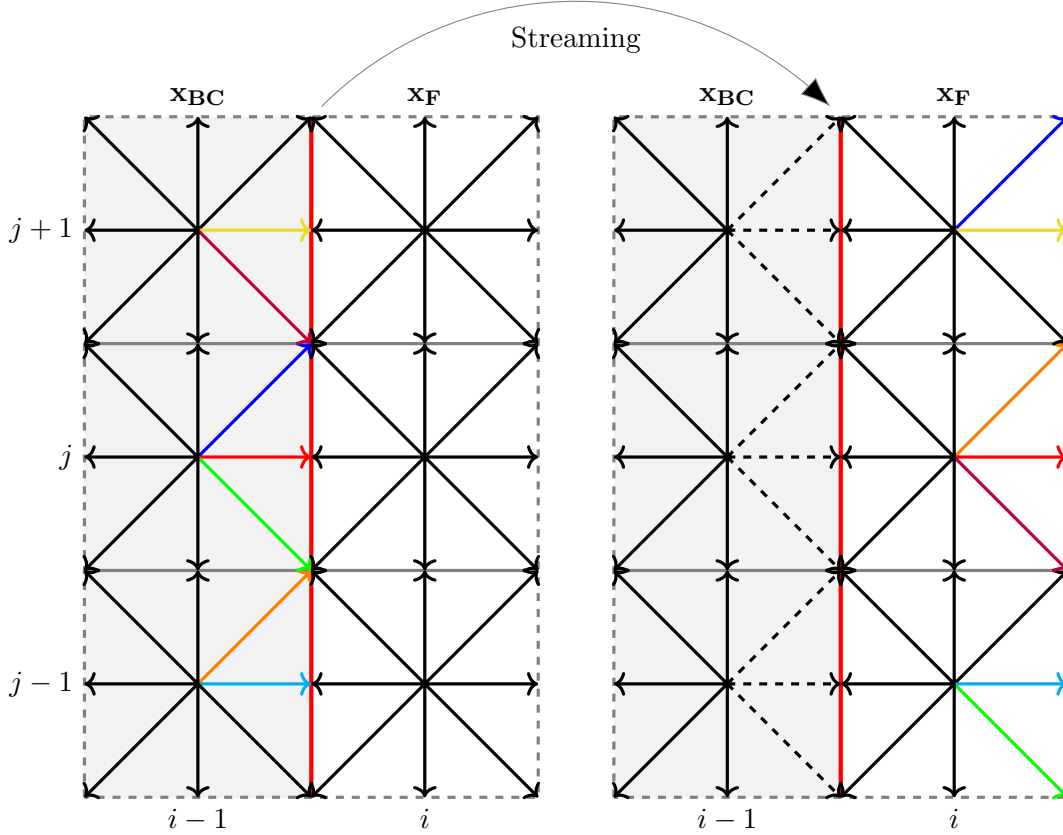 Streaming
x_BC x_F x_BC x_F
j + 1
j
j − 1
i − 1 i i − 1 i